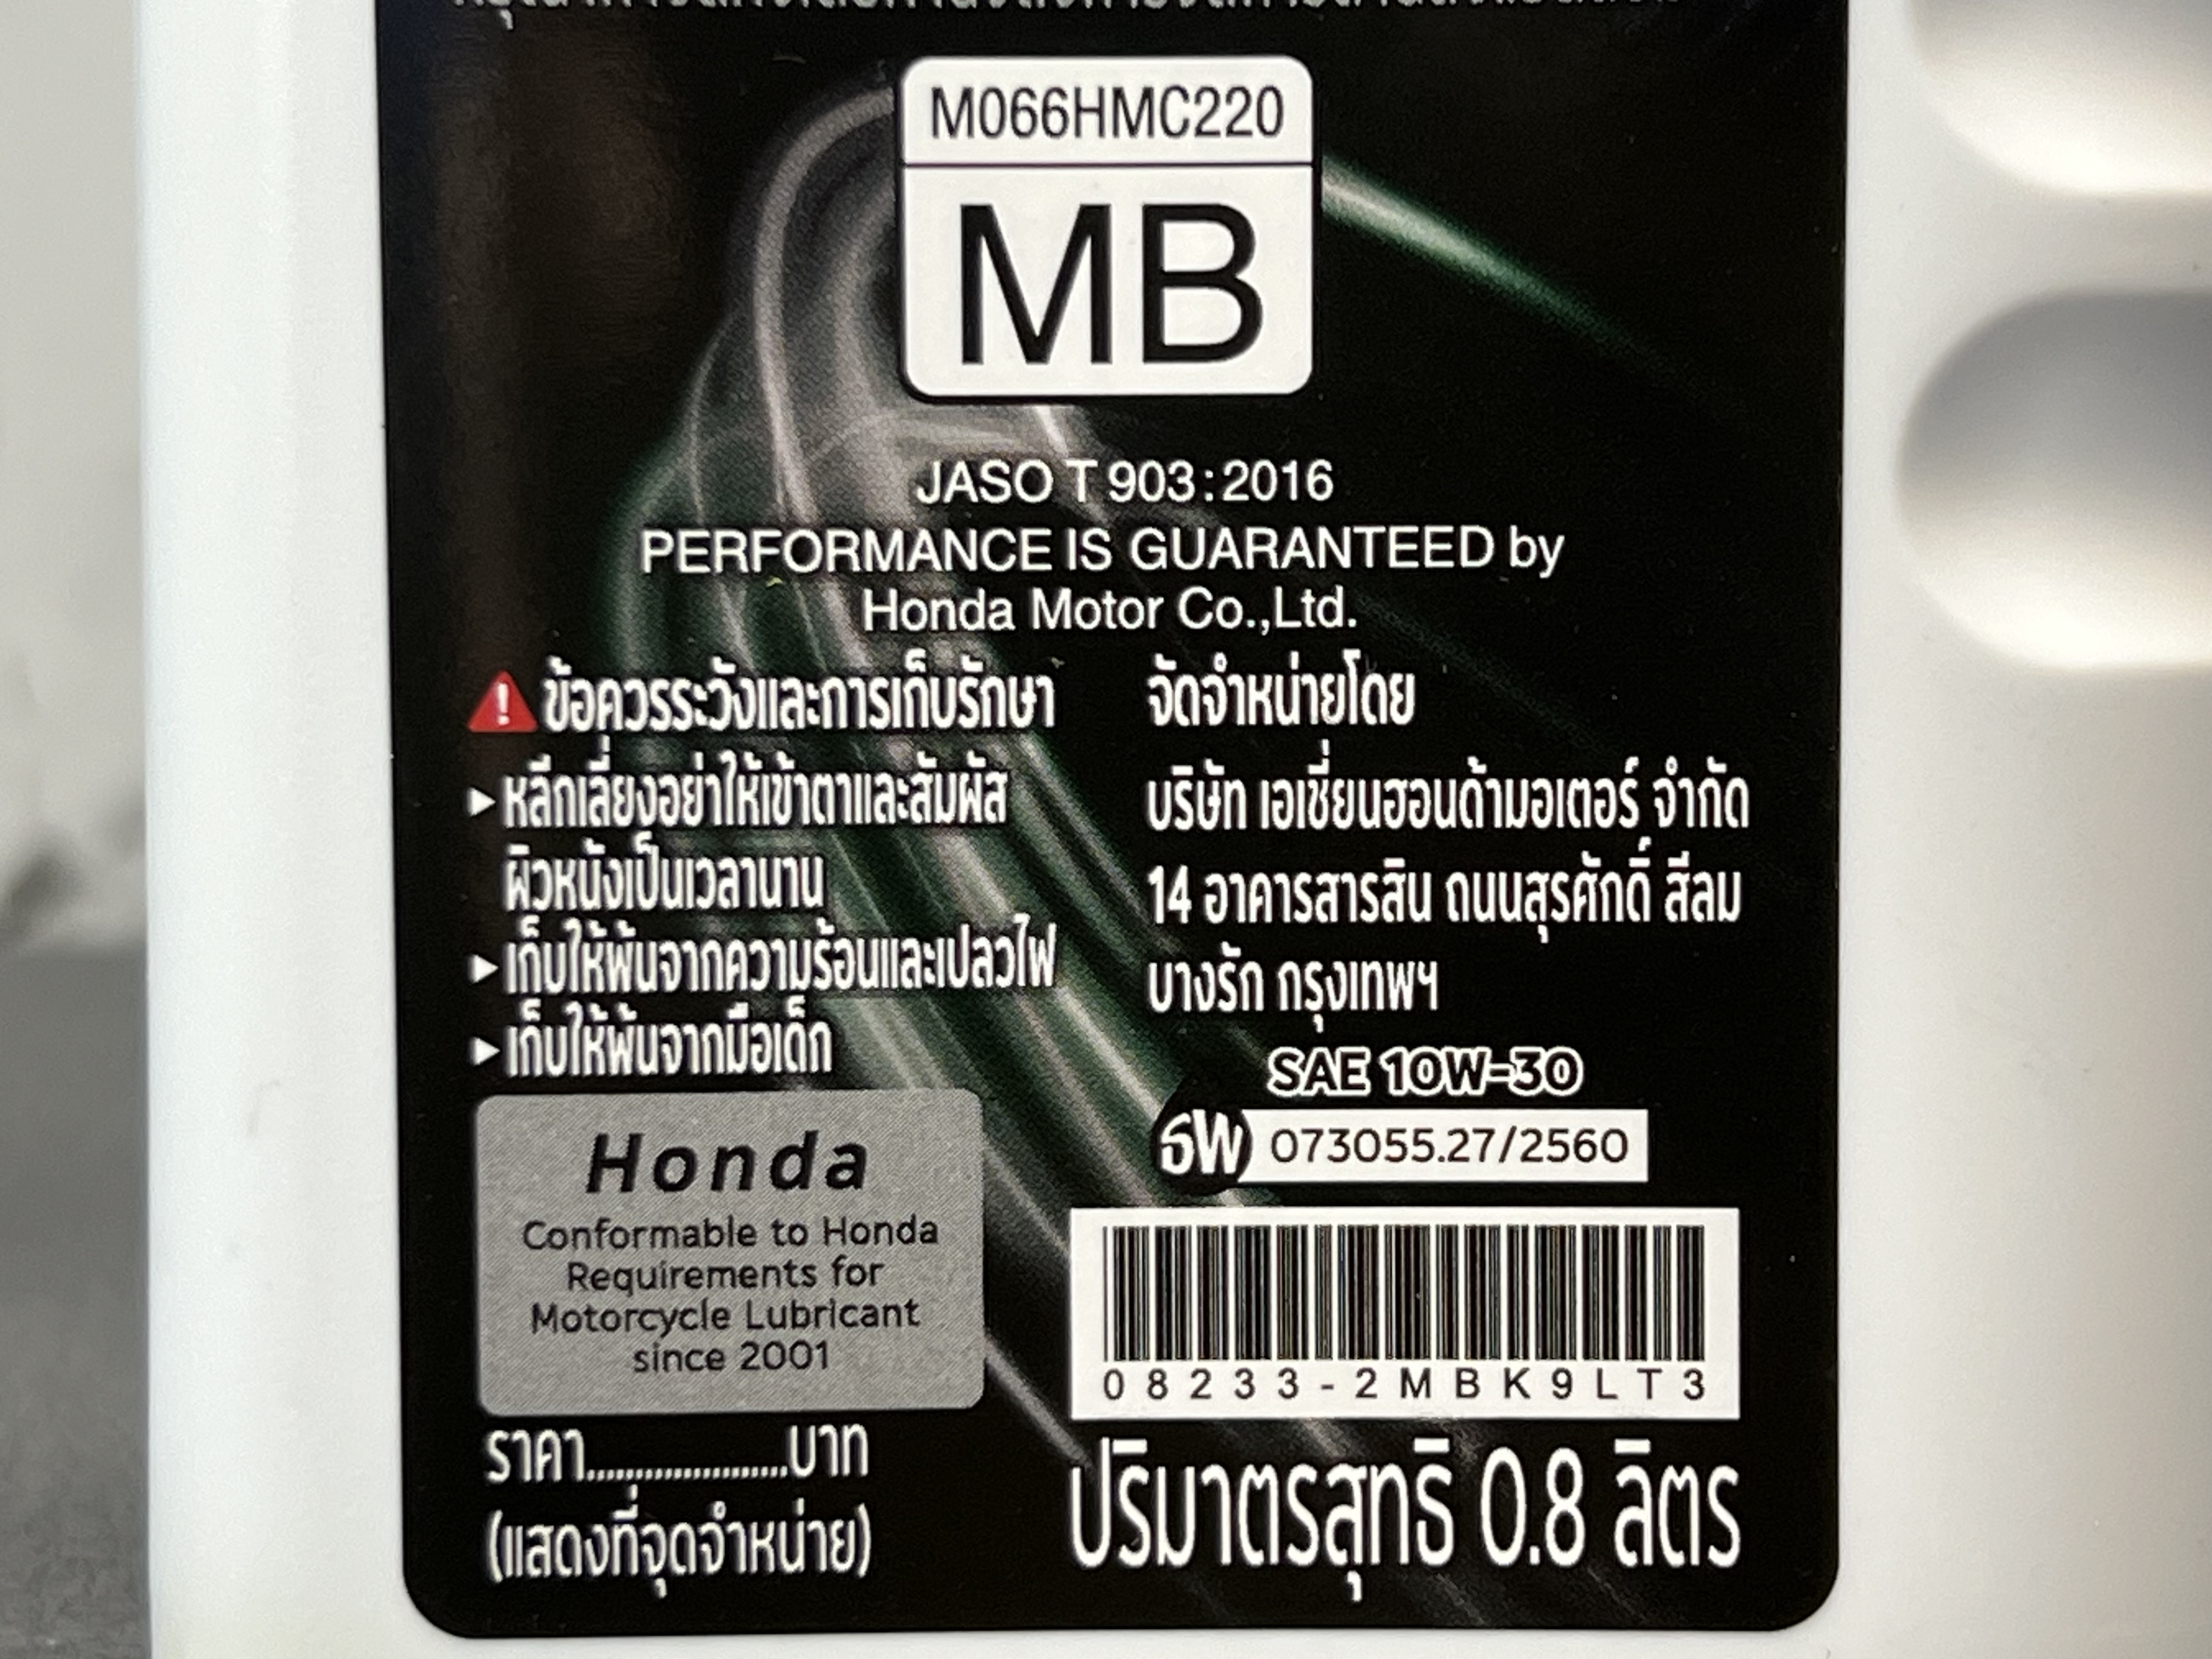 M066HMC220
MB
JASO T 903:2016
PERFORMANCE IS GUARANTEED by
Honda Motor Co.,Ltd.
ข้อควรระวังและการเก็บรักษา
▶ หลีกเลี่ยงอย่าให้เข้าตาและสัมผัส
ผิวหนังเป็นเวลานาน
▶ เก็บให้พ้นจากความร้อนและเปลวไฟ
▶ เก็บให้พ้นจากมือเด็ก
จัดจำหน่ายโดย
บริษัท เอเชี่ยนฮอนด้ามอเตอร์ จำกัด
14 อาคารสารสิน ถนนสุรศักดิ์ สีลม
บางรัก กรุงเทพฯ
SAE 10W-30
ธพ 073055.27/2560
Honda
Conformable to Honda
Requirements for
Motorcycle Lubricant
since 2001
08233-2MBK9LT3
ราคา......................บาท
(แสดงที่จุดจำหน่าย)
ปริมาตรสุทธิ 0.8 ลิตร